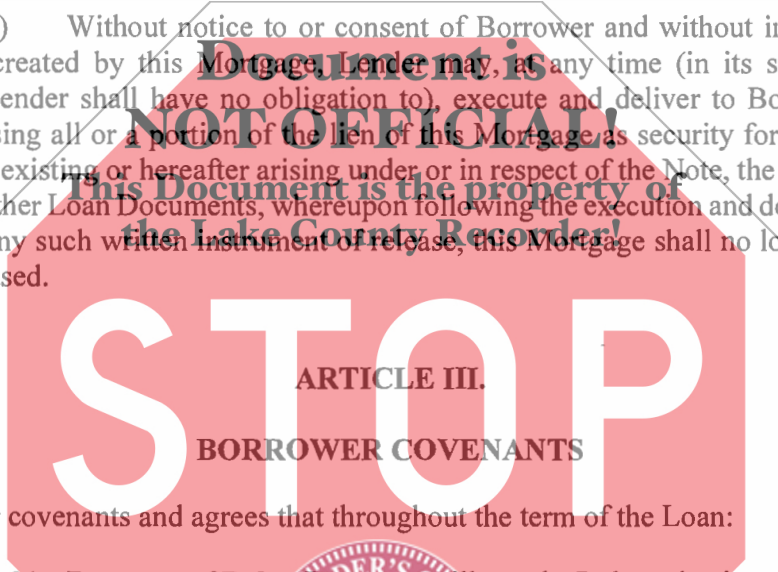 ) Without notice to or consent of Borrower and without in
created by this Mortgage, Lender may, at any time (in its s
ender shall have no obligation to), execute and deliver to Bo
sing all or a portion of the lien of this Mortgage as security for
existing or hereafter arising under or in respect of the Note, the
ther Loan Documents, whereupon following the execution and de
ny such written instrument of release, this Mortgage shall no lo
sed.
Document is
NOT OFFICIAL!
This Document is the property of
the Lake County Recorder!
STOP
ARTICLE III.
BORROWER COVENANTS
r covenants and agrees that throughout the term of the Loan:
DER'S